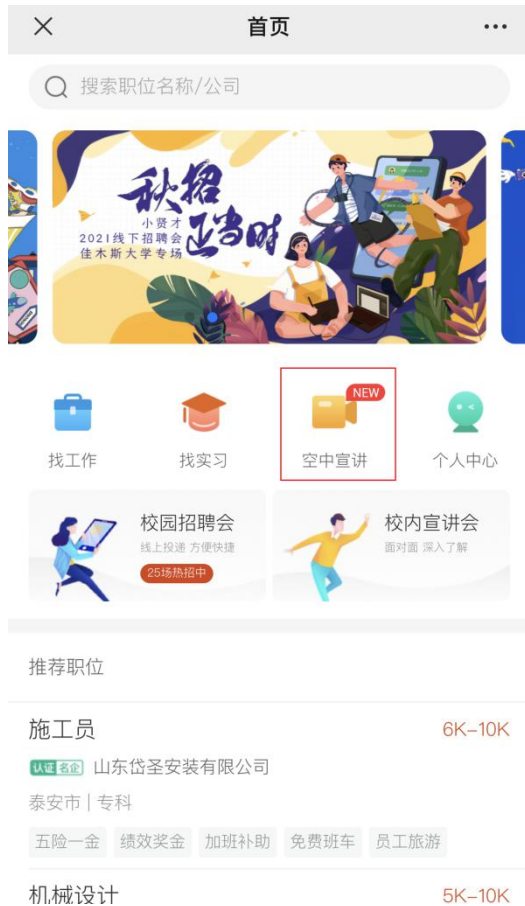 首页
搜索职位名称/公司
秋招
正当时
小贤才
2021线下招聘会
佳木斯大学专场
NEW
找工作
找实习
空中宣讲
个人中心
校园招聘会
线上投递 方便快捷
25场热招中
校内宣讲会
面对面 深入了解
推荐职位
施工员
6K–10K
认证 名企 山东岱圣安装有限公司
泰安市 | 专科
五险一金 绩效奖金 加班补助 免费班车 员工旅游
机械设计
5K–10K